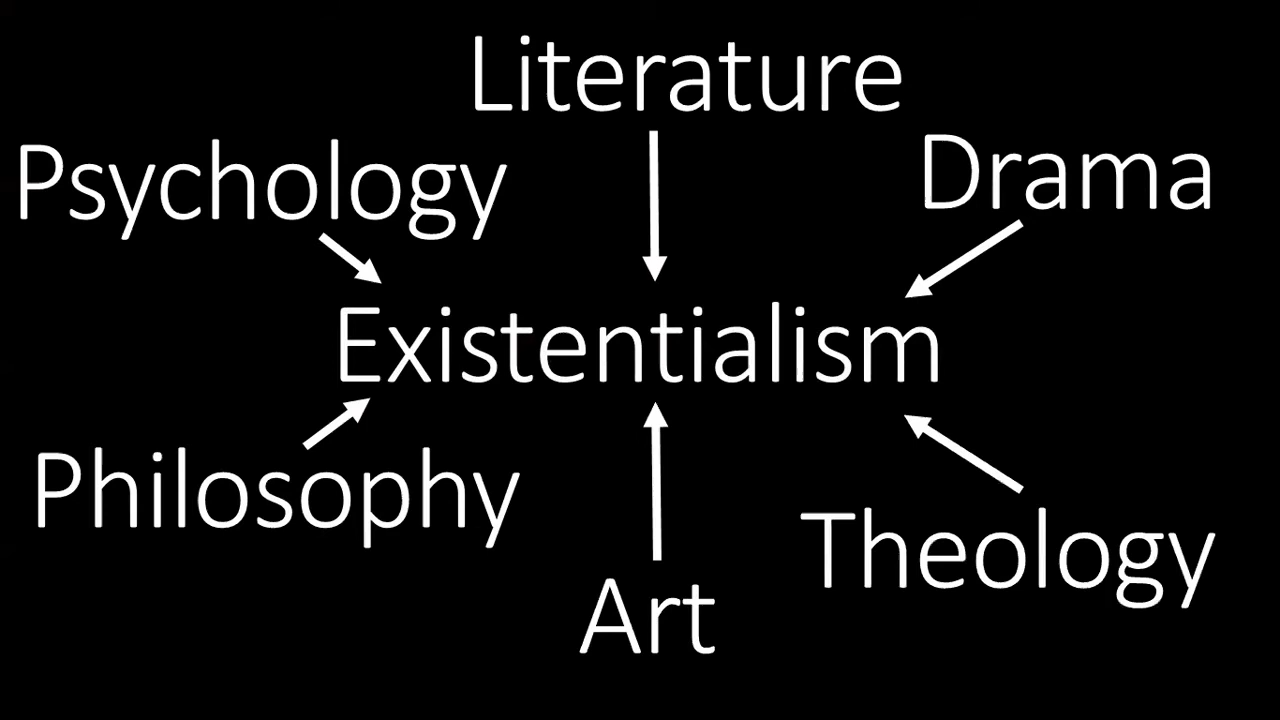 Literature
Psychology
Drama
Existentialism
Philosophy
Theology
Art